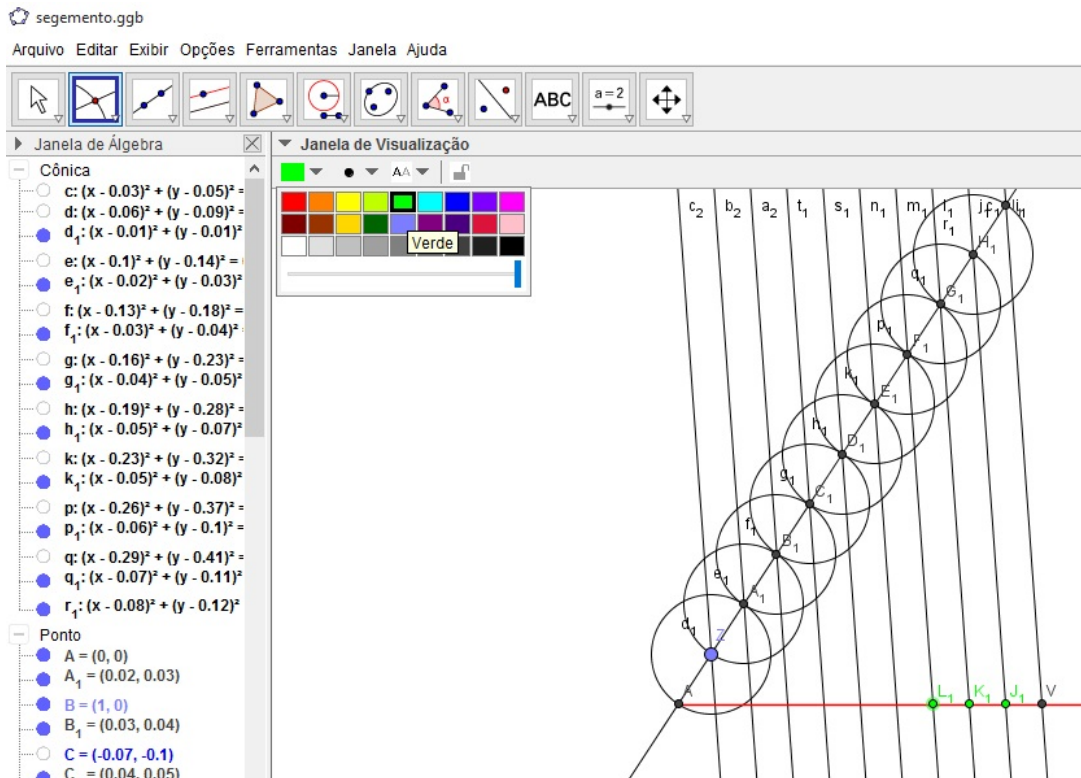 segemento.ggb
Arquivo Editar Exibir Opções Ferramentas Janela Ajuda
ABC a = 2
Janela de Álgebra
Janela de Visualização
AA
Verde
Cônica
c: (x - 0.03)² + (y - 0.05)² =
d: (x - 0.06)² + (y - 0.09)² =
d₁: (x - 0.01)² + (y - 0.01)²
e: (x - 0.1)² + (y - 0.14)² =
e₁: (x - 0.02)² + (y - 0.03)²
f: (x - 0.13)² + (y - 0.18)² =
f₁: (x - 0.03)² + (y - 0.04)²
g: (x - 0.16)² + (y - 0.23)² =
g₁: (x - 0.04)² + (y - 0.05)²
h: (x - 0.19)² + (y - 0.28)² =
h₁: (x - 0.05)² + (y - 0.07)²
k: (x - 0.23)² + (y - 0.32)² =
k₁: (x - 0.05)² + (y - 0.08)²
p: (x - 0.26)² + (y - 0.37)² =
p₁: (x - 0.06)² + (y - 0.1)² =
q: (x - 0.29)² + (y - 0.41)² =
q₁: (x - 0.07)² + (y - 0.11)²
r₁: (x - 0.08)² + (y - 0.12)²
Ponto
A = (0, 0)
A₁ = (0.02, 0.03)
B = (1, 0)
B₁ = (0.03, 0.04)
C = (-0.07, -0.1)
C₁ = (0.04, 0.05)
c₂ b₂ a₂ t₁ s₁ n₁ m₁ l₁
r₁
H₁
q₁
G₁
p₁
F₁
k₁
E₁
h₁
D₁
g₁
C₁
f₁
B₁
e₁
A₁
d₁
Z
A L₁ K₁ J₁ V